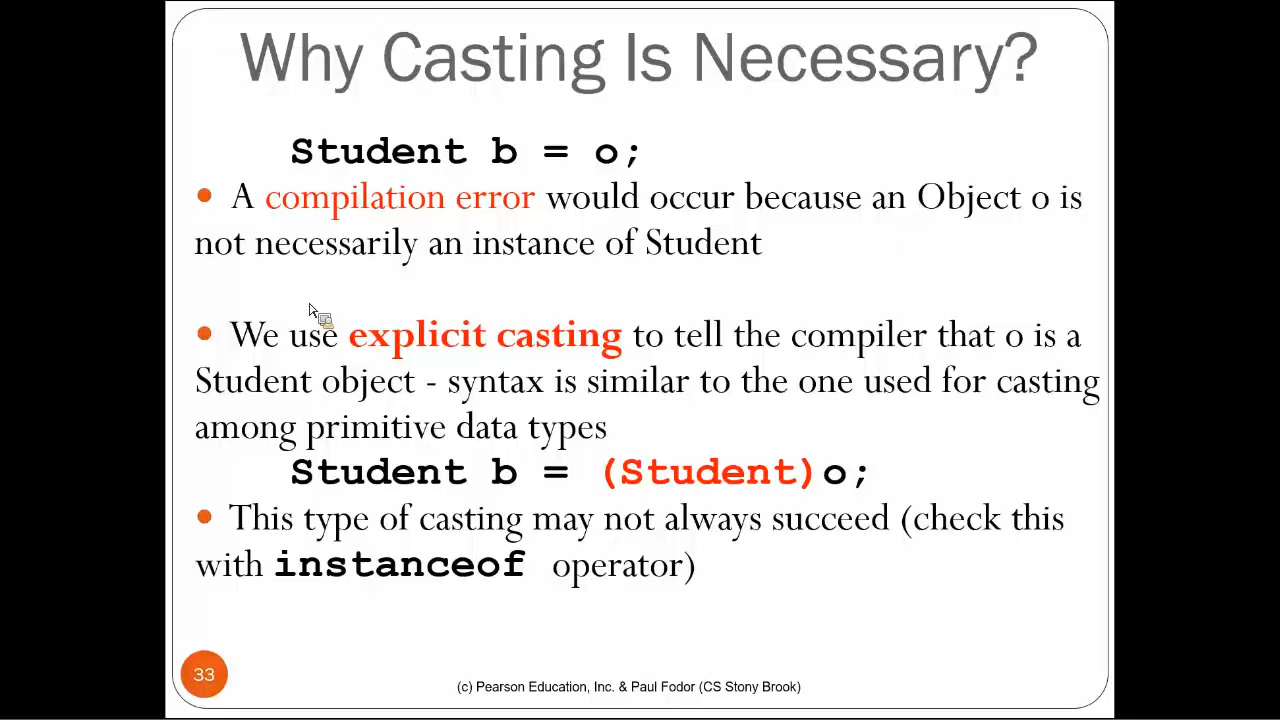 Why Casting Is Necessary?
Student b = o;
• A compilation error would occur because an Object o is
not necessarily an instance of Student
• We use explicit casting to tell the compiler that o is a
Student object - syntax is similar to the one used for casting
among primitive data types
Student b = (Student)o;
• This type of casting may not always succeed (check this
with instanceof operator)
33
(c) Pearson Education, Inc. & Paul Fodor (CS Stony Brook)